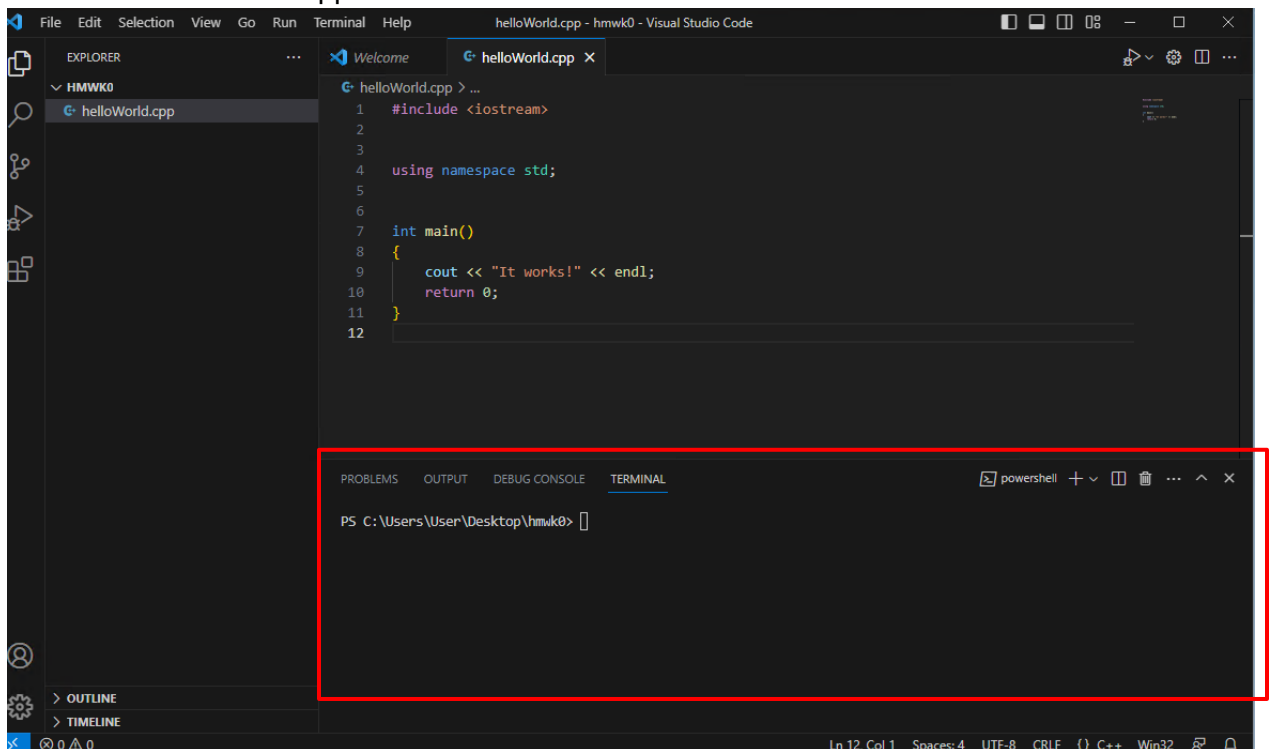 app
File Edit Selection View Go Run Terminal Help helloWorld.cpp - hmwk0 - Visual Studio Code
EXPLORER
HMWK0
helloWorld.cpp
OUTLINE
TIMELINE
Welcome helloWorld.cpp
helloWorld.cpp > ...
1 #include <iostream>
2
3
4 using namespace std;
5
6
7 int main()
8 {
9 cout << "It works!" << endl;
10 return 0;
11 }
12
PROBLEMS OUTPUT DEBUG CONSOLE TERMINAL powershell
PS C:\Users\User\Desktop\hmwk0>
0 0 Ln 12, Col 1 Spaces: 4 UTF-8 CRLF {} C++ Win32